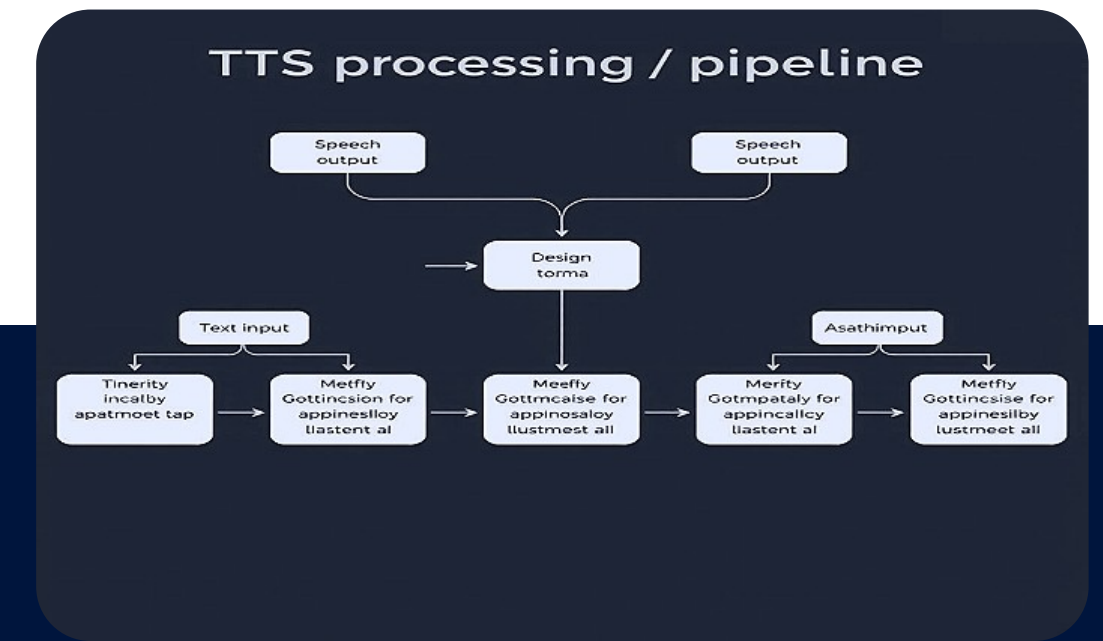 TTS processing / pipeline
Speech
output
Speech
output
Design
torma
Text input
Asathimput
Tinerity
incalby
apatmoet tap
Metfly
Gottincsion for
appineslloy
llastent al
Meeffy
Gottmcaise for
appinosaloy
llustmest all
Merfty
Gotmpataly for
appincallcy
llastent al
Metfly
Gottincsise for
appinesilby
lustmeet all